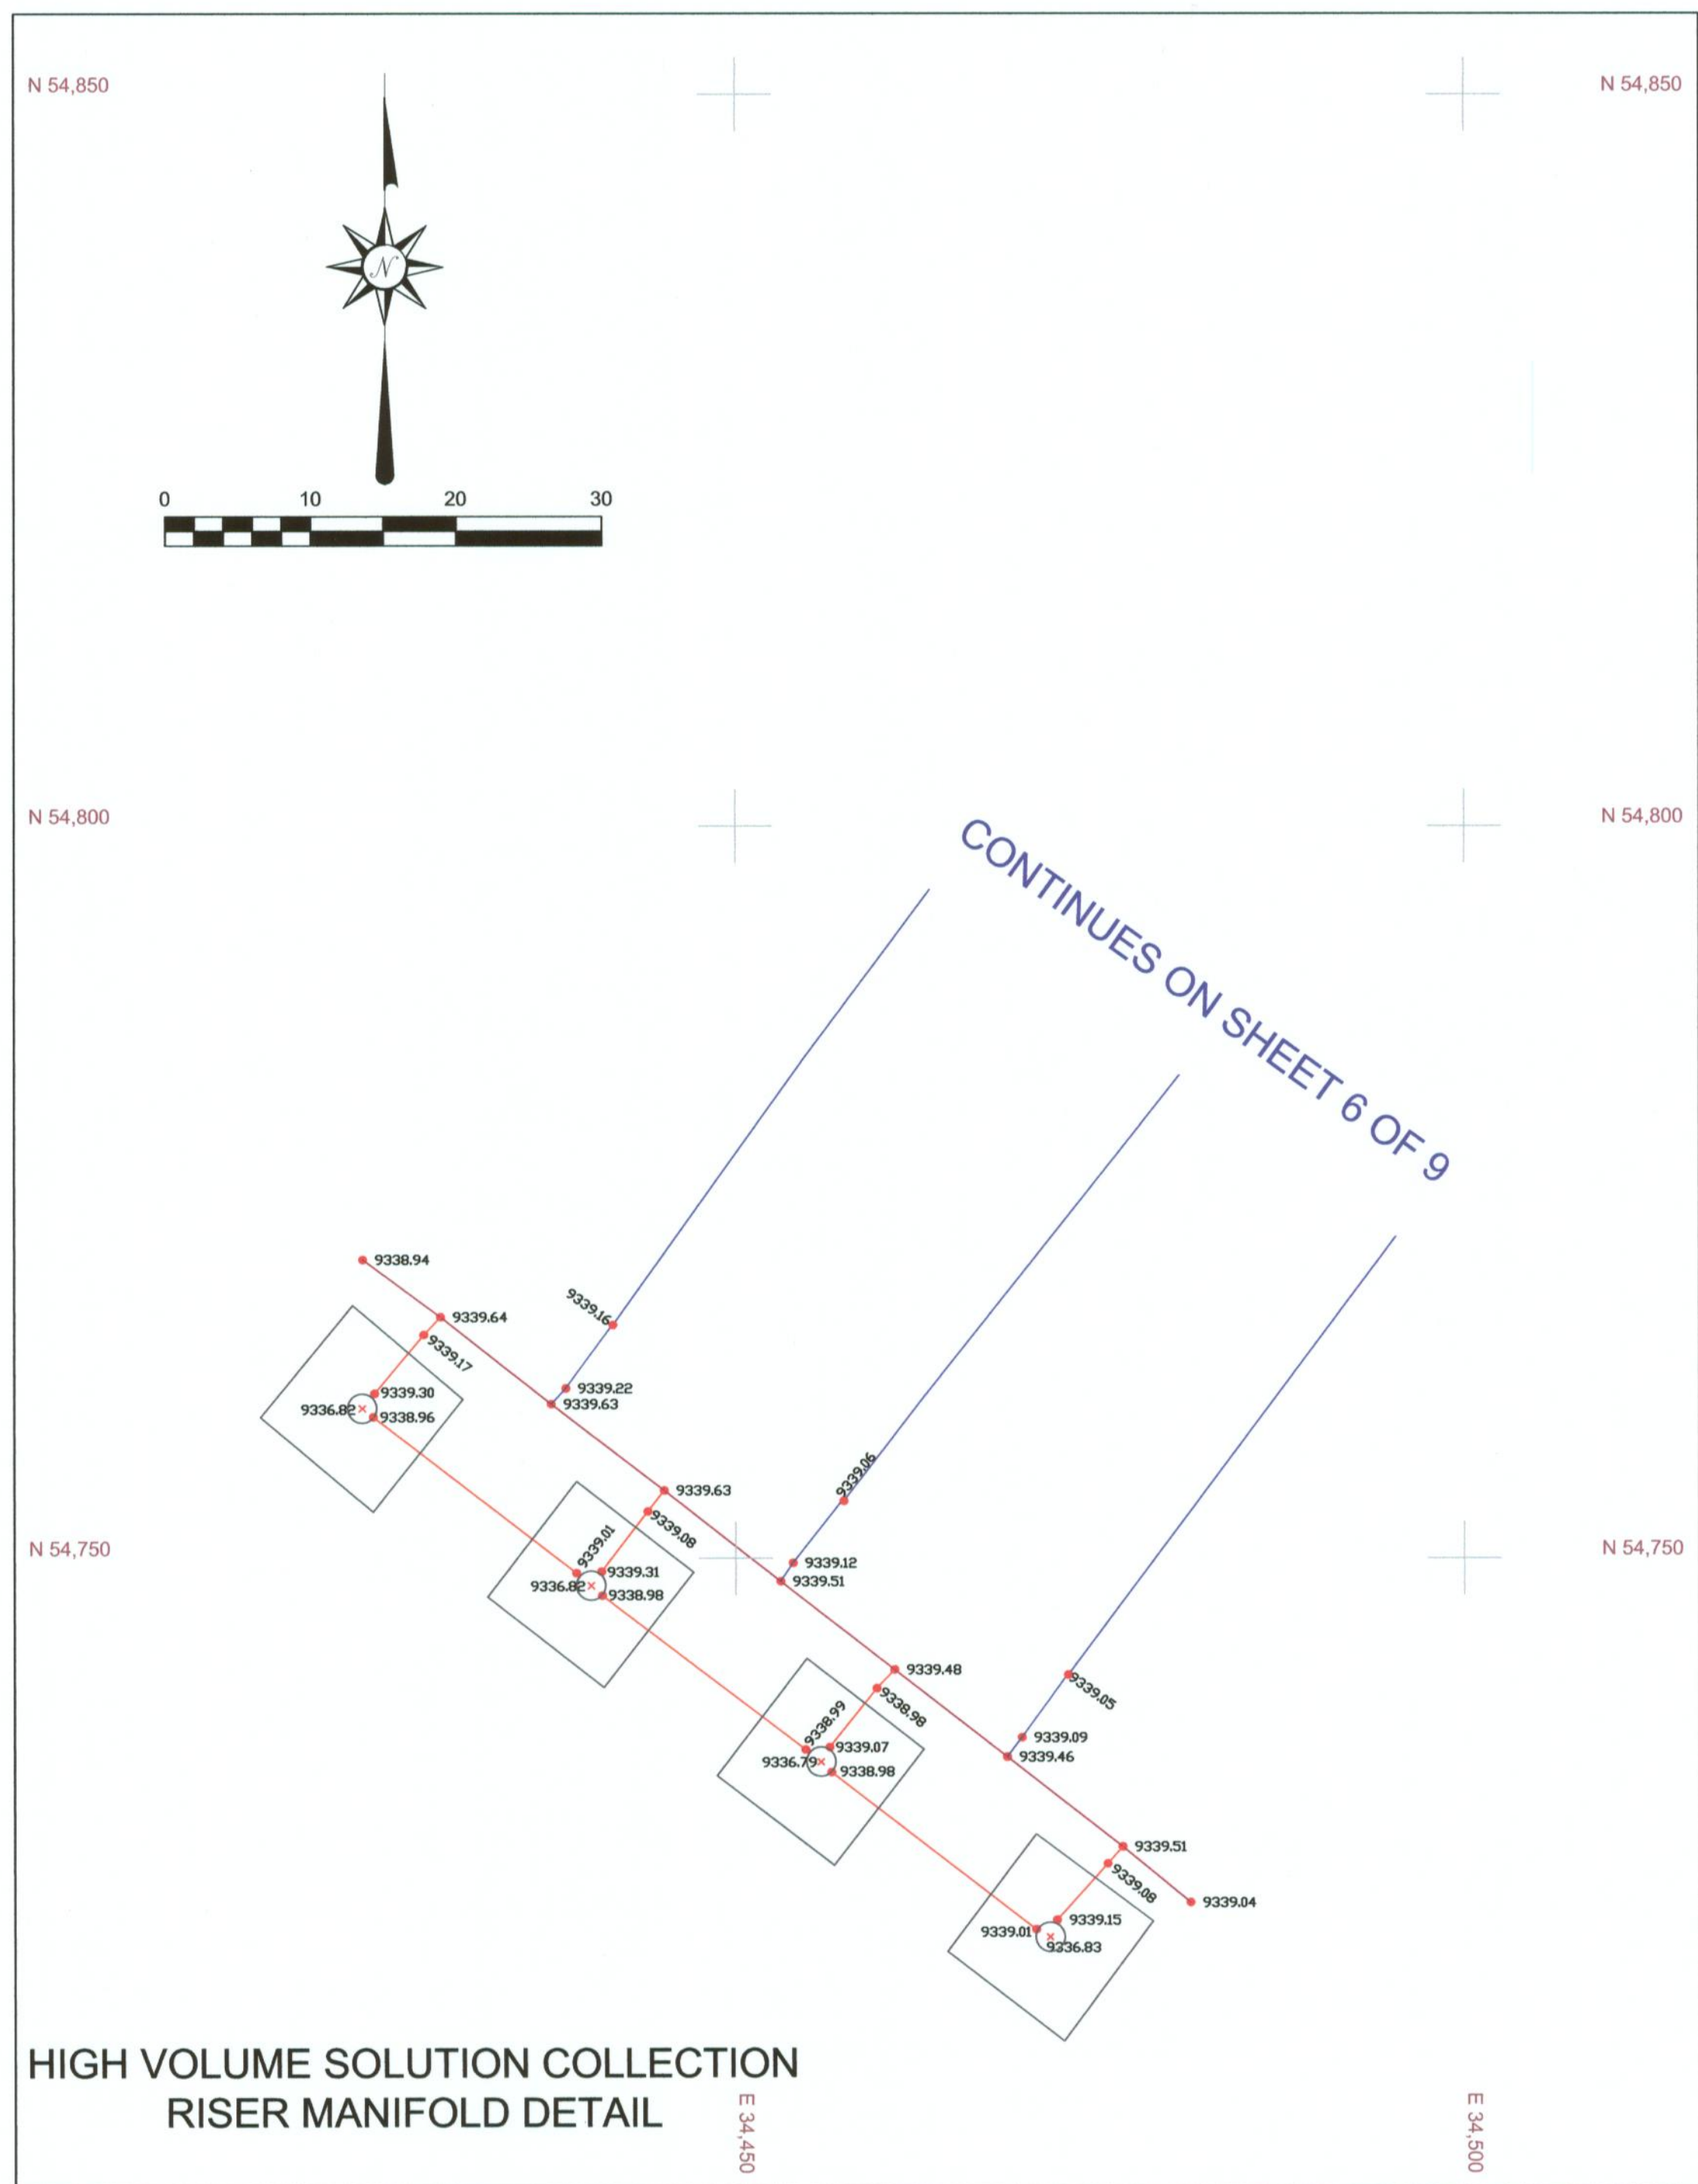 N 54,850
N 54,850
N
0 10 20 30
N 54,800
N 54,800
CONTINUES ON SHEET 6 OF 9
9338.94
9339.16
9339.64
9339.17
9339.22
9339.30
9339.63
9336.82
9338.96
9339.06
9339.63
9339.08
9339.01
N 54,750
N 54,750
9339.12
9339.31
9339.51
9336.82
9338.98
9339.48
9339.05
9338.98
9338.99
9339.09
9339.07
9339.46
9336.79
9338.98
9339.51
9339.08
9339.04
9339.15
9339.01
9336.83
HIGH VOLUME SOLUTION COLLECTION
RISER MANIFOLD DETAIL
E 34,450
E 34,500